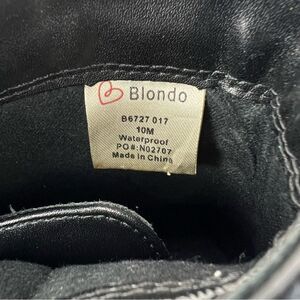 Blondo
B6727 017
10M
Waterproof
PO#:N02707
Made in China